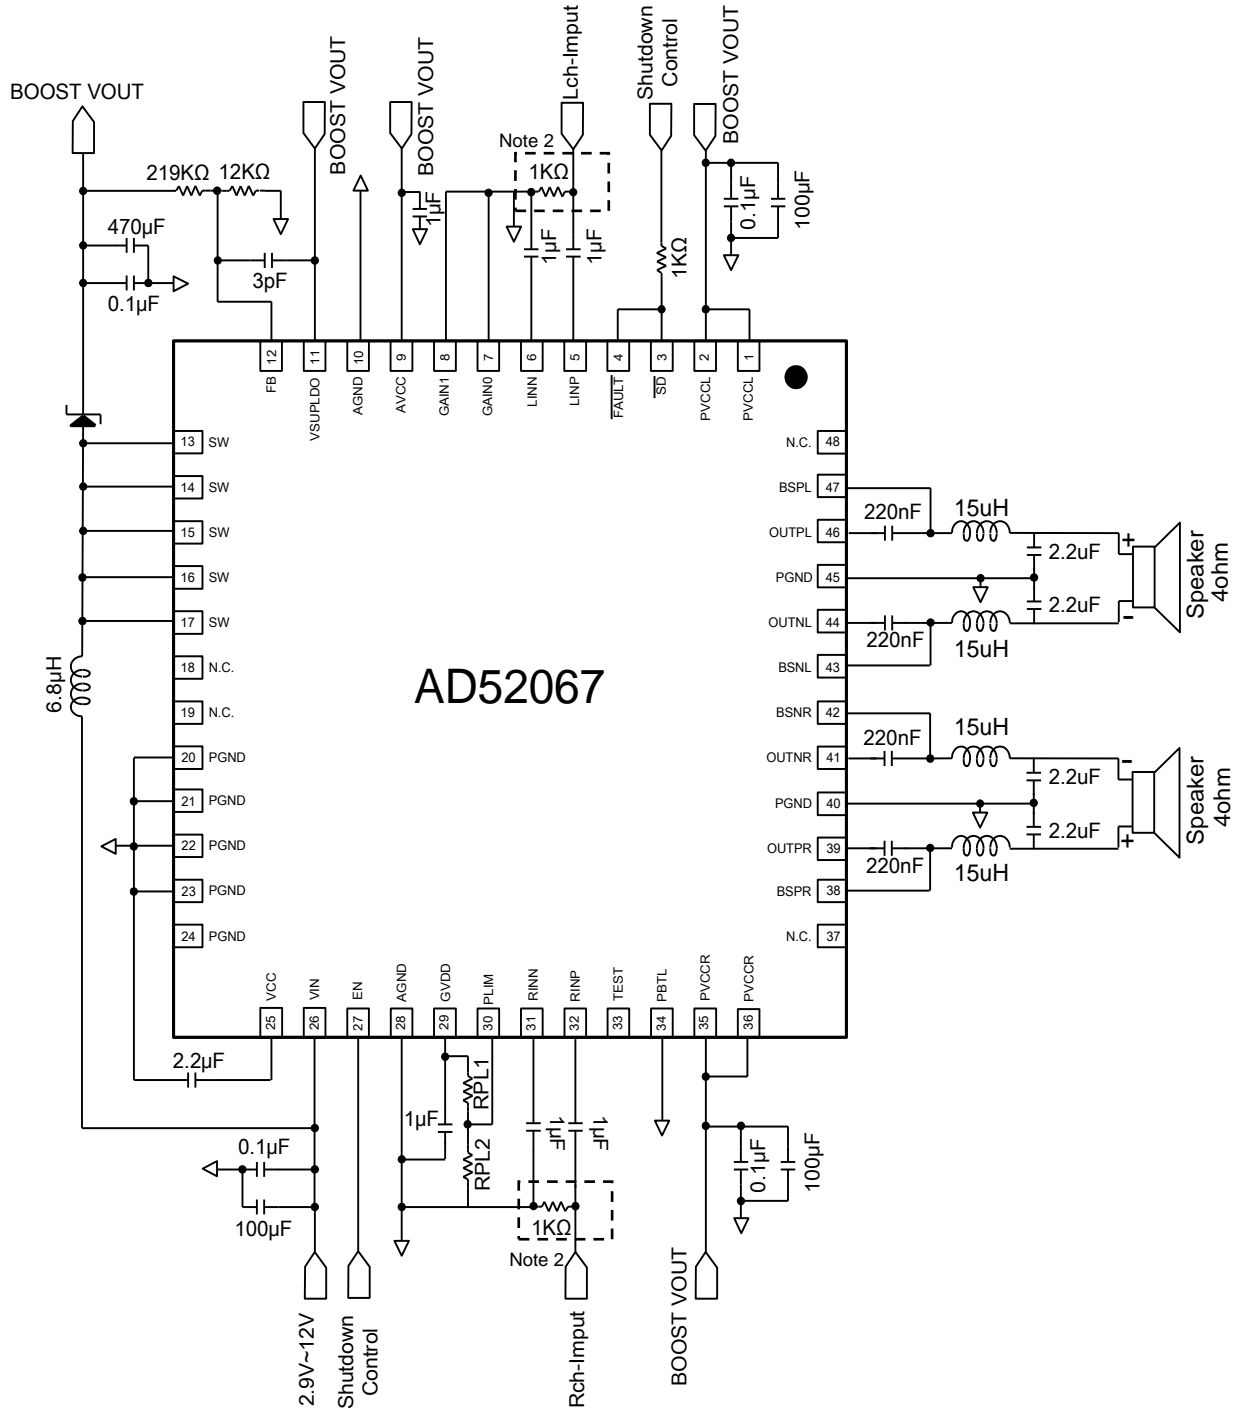 BOOST VOUT
BOOST VOUT
BOOST VOUT
Lch-Imput
Shutdown
Control
BOOST VOUT
Note 2
219KΩ
12KΩ
1KΩ
1µF
0.1µF
100µF
470µF
0.1µF
3pF
1µF
1µF
1KΩ
12
11
10
9
8
7
6
5
4
3
2
1
FB
VSUPLDO
AGND
AVCC
GAIN1
GAIN0
LINN
LINP
FAULT
SD
PVCCL
PVCCL
13 SW
14 SW
15 SW
16 SW
17 SW
18 N.C.
19 N.C.
20 PGND
21 PGND
22 PGND
23 PGND
24 PGND
6.8µH
AD52067
N.C. 48
BSPL 47
OUTPL 46
PGND 45
OUTNL 44
BSNL 43
BSNR 42
OUTNR 41
PGND 40
OUTPR 39
BSPR 38
N.C. 37
220nF
15uH
2.2uF
+
2.2uF
-
220nF
15uH
Speaker
4ohm
220nF
15uH
-
2.2uF
2.2uF
+
220nF
15uH
Speaker
4ohm
VCC
VIN
EN
AGND
GVDD
PLIM
RINN
RINP
TEST
PBTL
PVCCR
PVCCR
25
26
27
28
29
30
31
32
33
34
35
36
2.2µF
0.1µF
100µF
1µF
RPL1
RPL2
1µF
1µF
1KΩ
Note 2
0.1µF
100µF
2.9V~12V
Shutdown
Control
Rch-Imput
BOOST VOUT